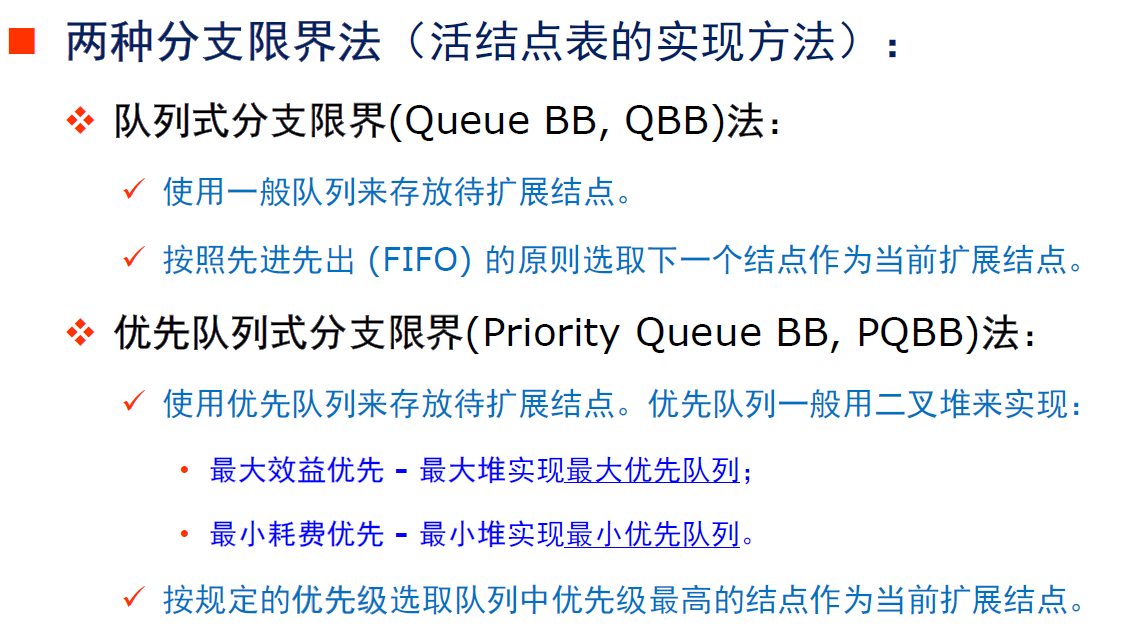 两种分支限界法（活结点表的实现方法）：
队列式分支限界(Queue BB, QBB)法：
使用一般队列来存放待扩展结点。
按照先进先出 (FIFO) 的原则选取下一个结点作为当前扩展结点。
优先队列式分支限界(Priority Queue BB, PQBB)法：
使用优先队列来存放待扩展结点。优先队列一般用二叉堆来实现：
最大效益优先 – 最大堆实现最大优先队列；
最小耗费优先 – 最小堆实现最小优先队列。
按规定的优先级选取队列中优先级最高的结点作为当前扩展结点。